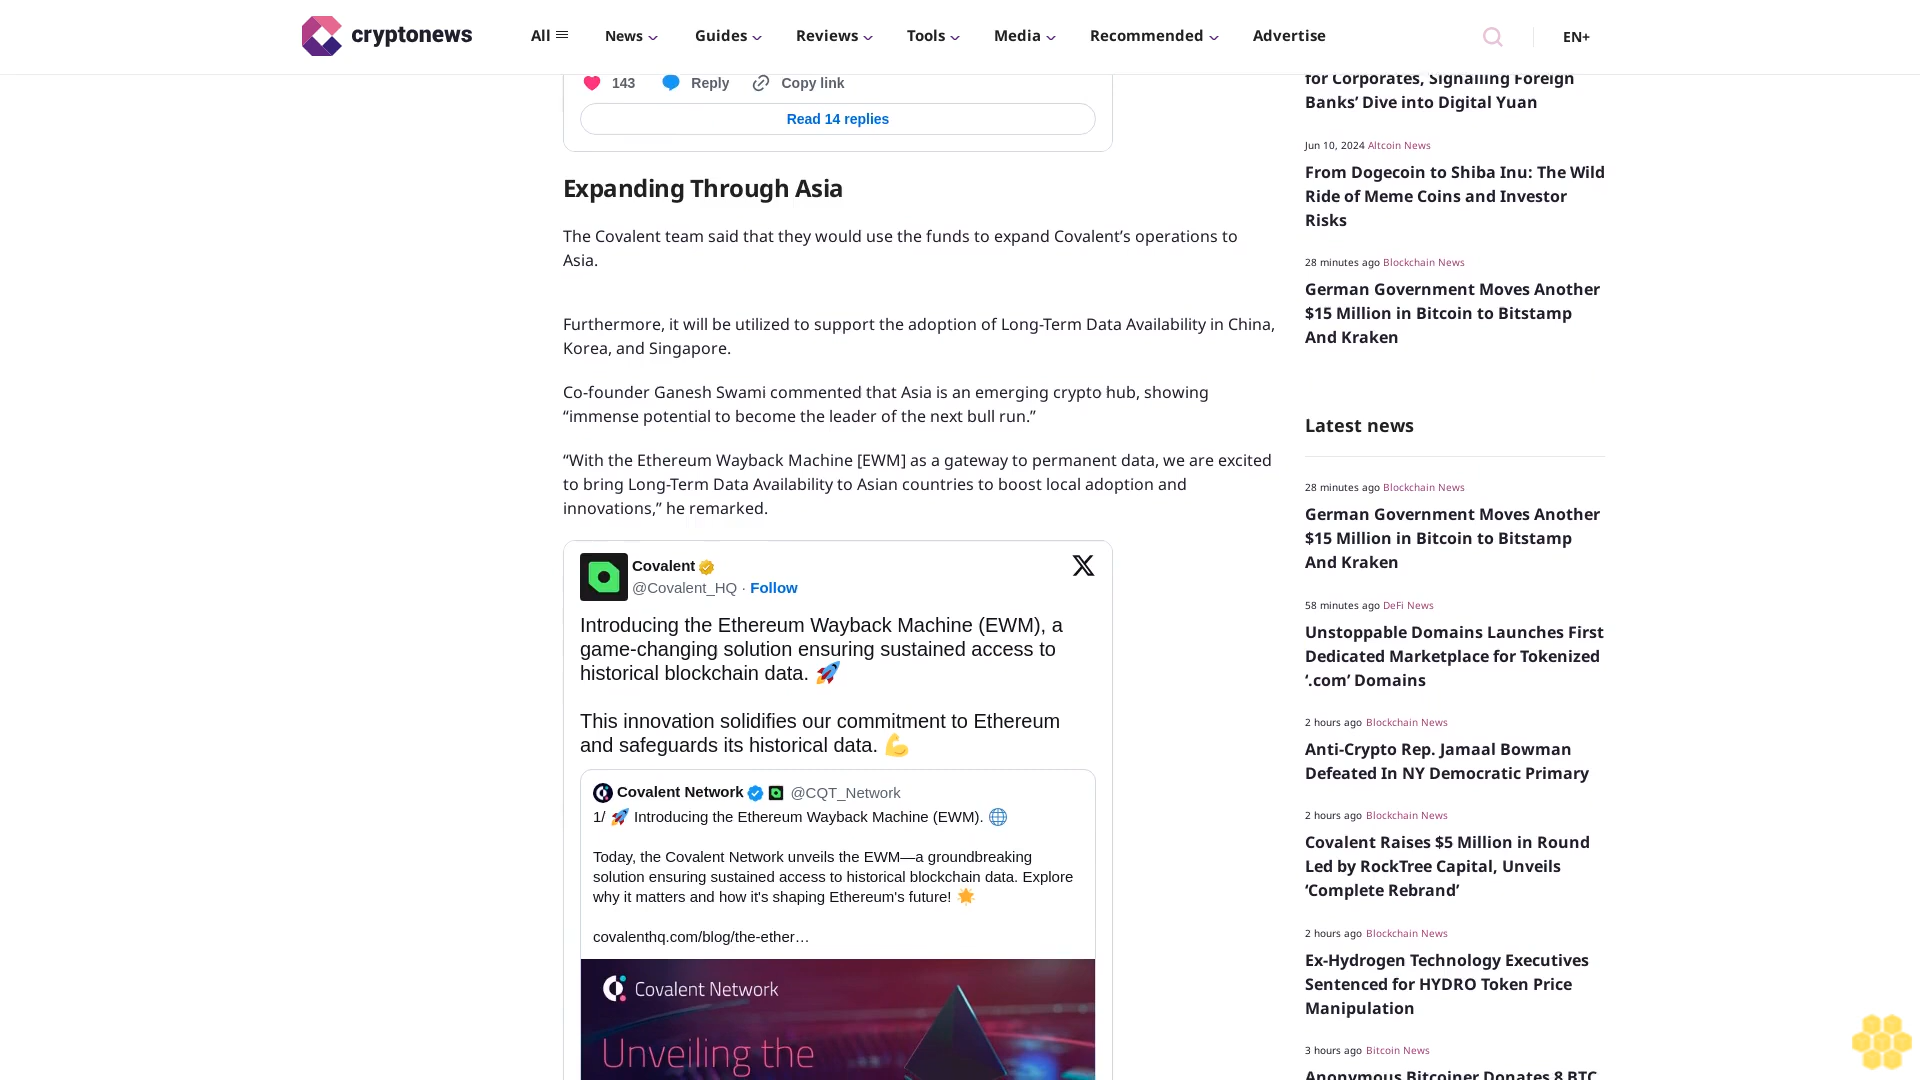 cryptonews
All
News
Guides
Reviews
Tools
Media
Recommended
Advertise
EN+
143
Reply
Copy link
Read 14 replies
Expanding Through Asia
The Covalent team said that they would use the funds to expand Covalent’s operations to
Asia.
Furthermore, it will be utilized to support the adoption of Long-Term Data Availability in China,
Korea, and Singapore.
Co-founder Ganesh Swami commented that Asia is an emerging crypto hub, showing
“immense potential to become the leader of the next bull run.”
“With the Ethereum Wayback Machine [EWM] as a gateway to permanent data, we are excited
to bring Long-Term Data Availability to Asian countries to boost local adoption and
innovations,” he remarked.
Covalent
@Covalent_HQ · Follow
Introducing the Ethereum Wayback Machine (EWM), a
game-changing solution ensuring sustained access to
historical blockchain data. 🚀
This innovation solidifies our commitment to Ethereum
and safeguards its historical data. 💪
Covalent Network @CQT_Network
1/ 🚀 Introducing the Ethereum Wayback Machine (EWM). 🌐
Today, the Covalent Network unveils the EWM—a groundbreaking
solution ensuring sustained access to historical blockchain data. Explore
why it matters and how it's shaping Ethereum's future! 🌟
covalenthq.com/blog/the-ether…
Covalent Network
Unveiling the
for Corporates, Signalling Foreign
Banks’ Dive into Digital Yuan
Jun 10, 2024 Altcoin News
From Dogecoin to Shiba Inu: The Wild
Ride of Meme Coins and Investor
Risks
28 minutes ago Blockchain News
German Government Moves Another
$15 Million in Bitcoin to Bitstamp
And Kraken
Latest news
28 minutes ago Blockchain News
German Government Moves Another
$15 Million in Bitcoin to Bitstamp
And Kraken
58 minutes ago DeFi News
Unstoppable Domains Launches First
Dedicated Marketplace for Tokenized
‘.com’ Domains
2 hours ago Blockchain News
Anti-Crypto Rep. Jamaal Bowman
Defeated In NY Democratic Primary
2 hours ago Blockchain News
Covalent Raises $5 Million in Round
Led by RockTree Capital, Unveils
‘Complete Rebrand’
2 hours ago Blockchain News
Ex-Hydrogen Technology Executives
Sentenced for HYDRO Token Price
Manipulation
3 hours ago Bitcoin News
Anonymous Bitcoiner Donates 8 BTC